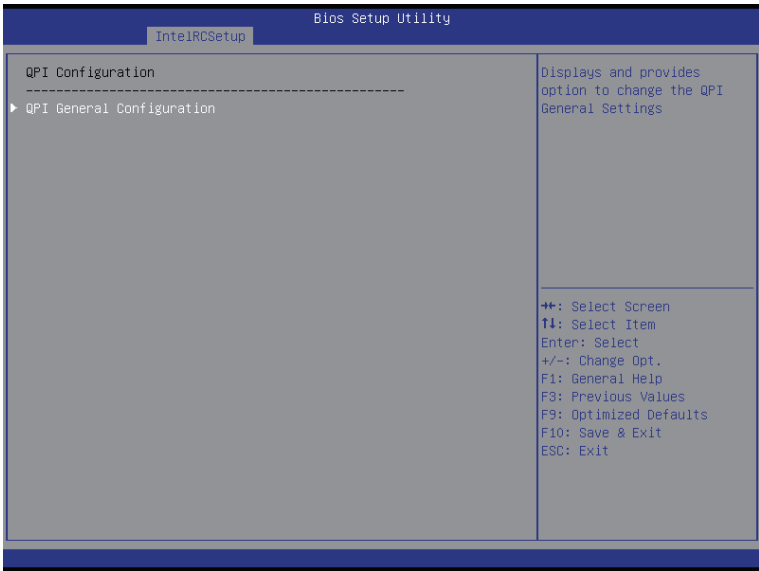 Bios Setup Utility
IntelRCSetup
QPI Configuration
--------------------------------------------------
QPI General Configuration
Displays and provides
option to change the QPI
General Settings
→←: Select Screen
↑↓: Select Item
Enter: Select
+/-: Change Opt.
F1: General Help
F3: Previous Values
F9: Optimized Defaults
F10: Save & Exit
ESC: Exit